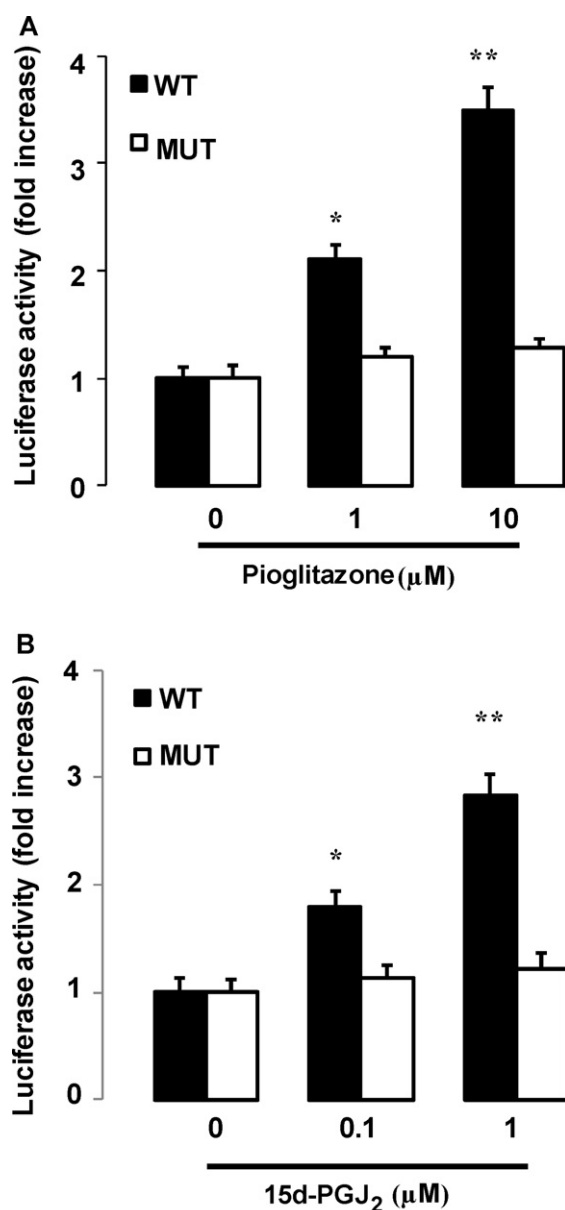 A
Luciferase activity (fold increase)
4
3
2
1
0
WT
MUT
*
**
0 1 10
Pioglitazone (μM)
B
Luciferase activity (fold increase)
4
3
2
1
0
WT
MUT
*
**
0 0.1 1
15d-PGJ₂ (μM)